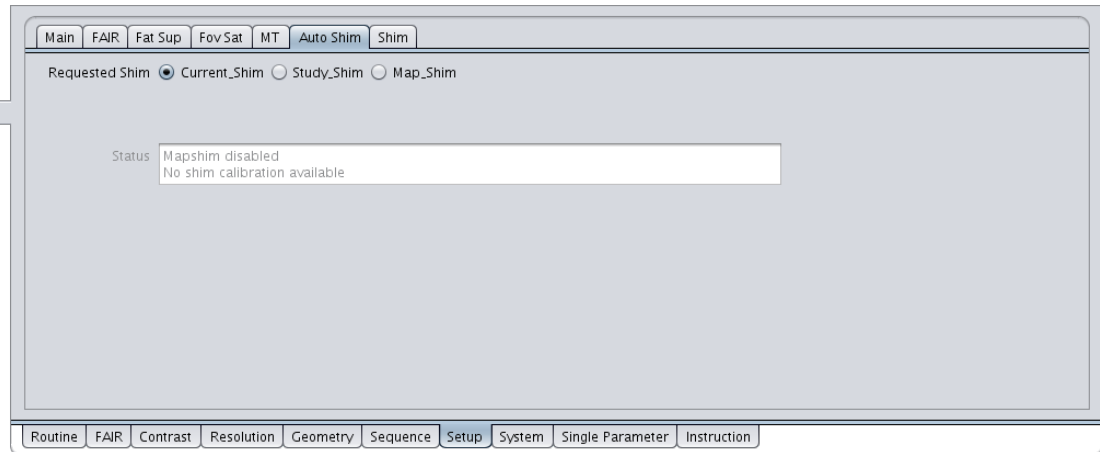 Main FAIR Fat Sup Fov Sat MT Auto Shim Shim
Requested Shim Current_Shim Study_Shim Map_Shim
Status Mapshim disabled
No shim calibration available
Routine FAIR Contrast Resolution Geometry Sequence Setup System Single Parameter Instruction